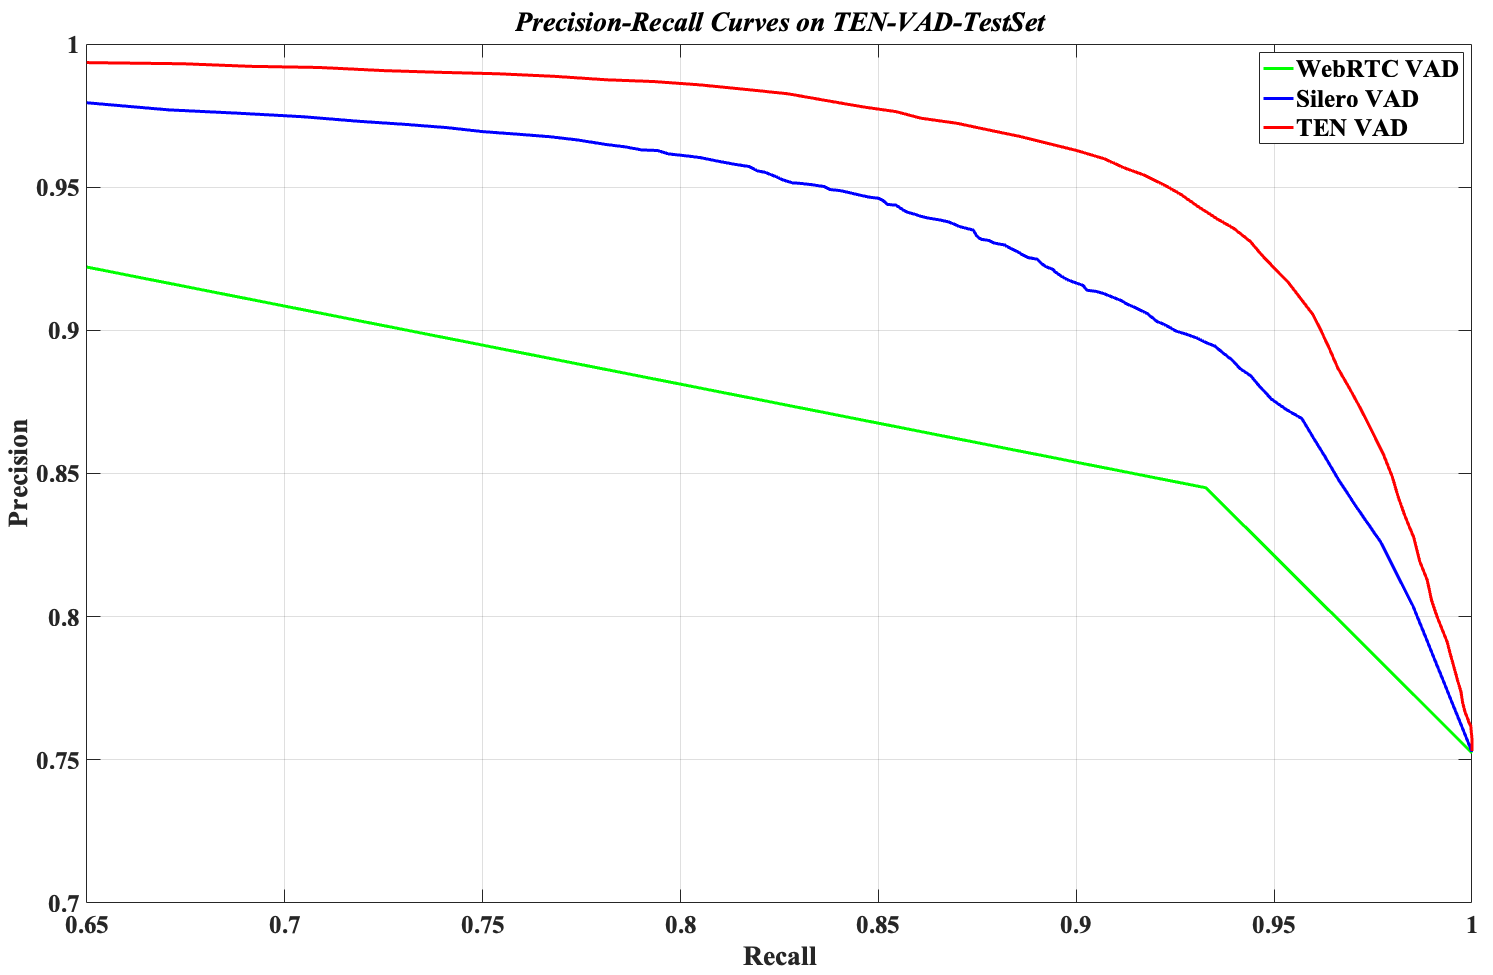 Precision-Recall Curves on TEN-VAD-TestSet
WebRTC VAD
Silero VAD
TEN VAD
1
0.95
0.9
0.85
0.8
0.75
0.7
Precision
0.65
0.7
0.75
0.8
0.85
0.9
0.95
1
Recall